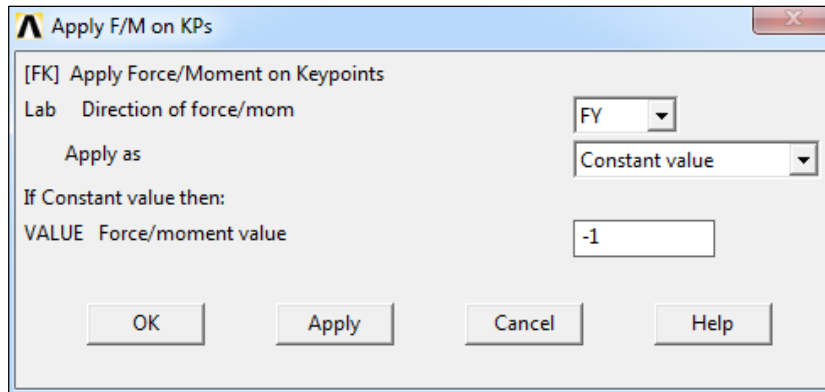 Apply F/M on KPs
[FK] Apply Force/Moment on Keypoints
Lab Direction of force/mom FY
Apply as Constant value
If Constant value then:
VALUE Force/moment value -1
OK Apply Cancel Help